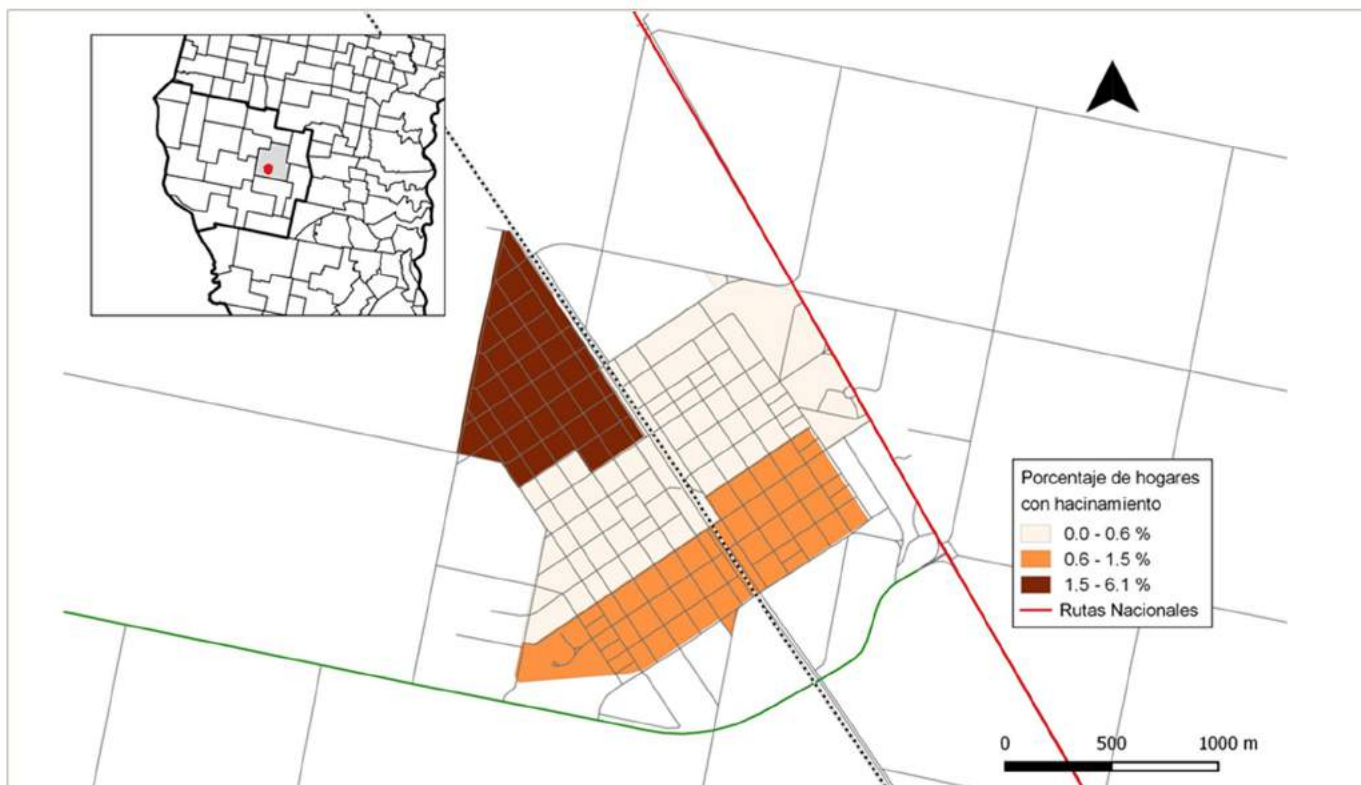 Porcentaje de hogares
con hacinamiento
0.0 - 0.6 %
0.6 - 1.5 %
1.5 - 6.1 %
Rutas Nacionales
0 500 1000 m